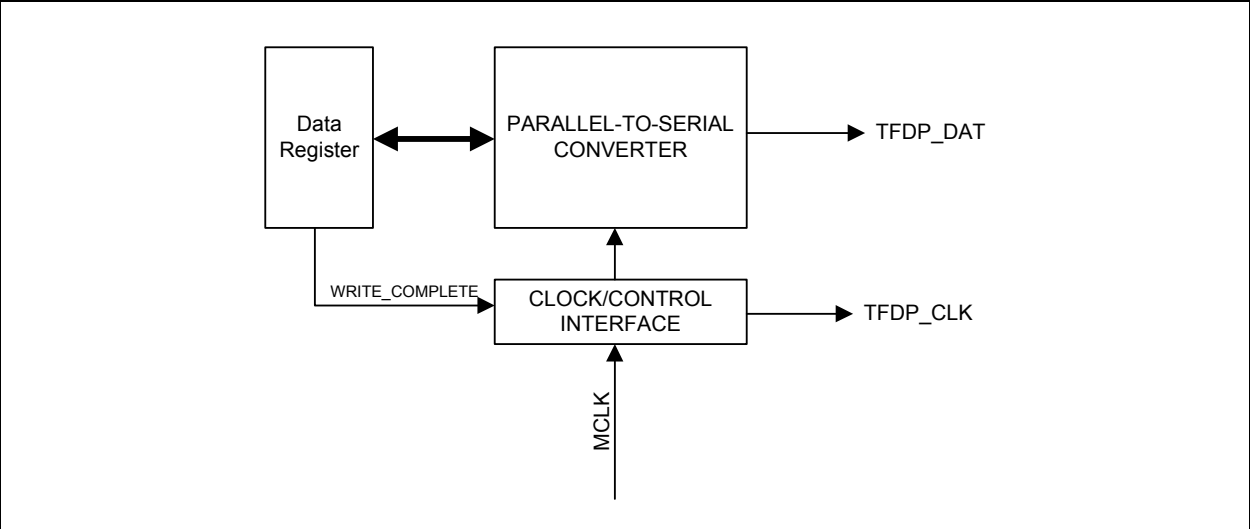 Data
Register
PARALLEL-TO-SERIAL
CONVERTER
TFDP_DAT
WRITE_COMPLETE
CLOCK/CONTROL
INTERFACE
TFDP_CLK
MCLK